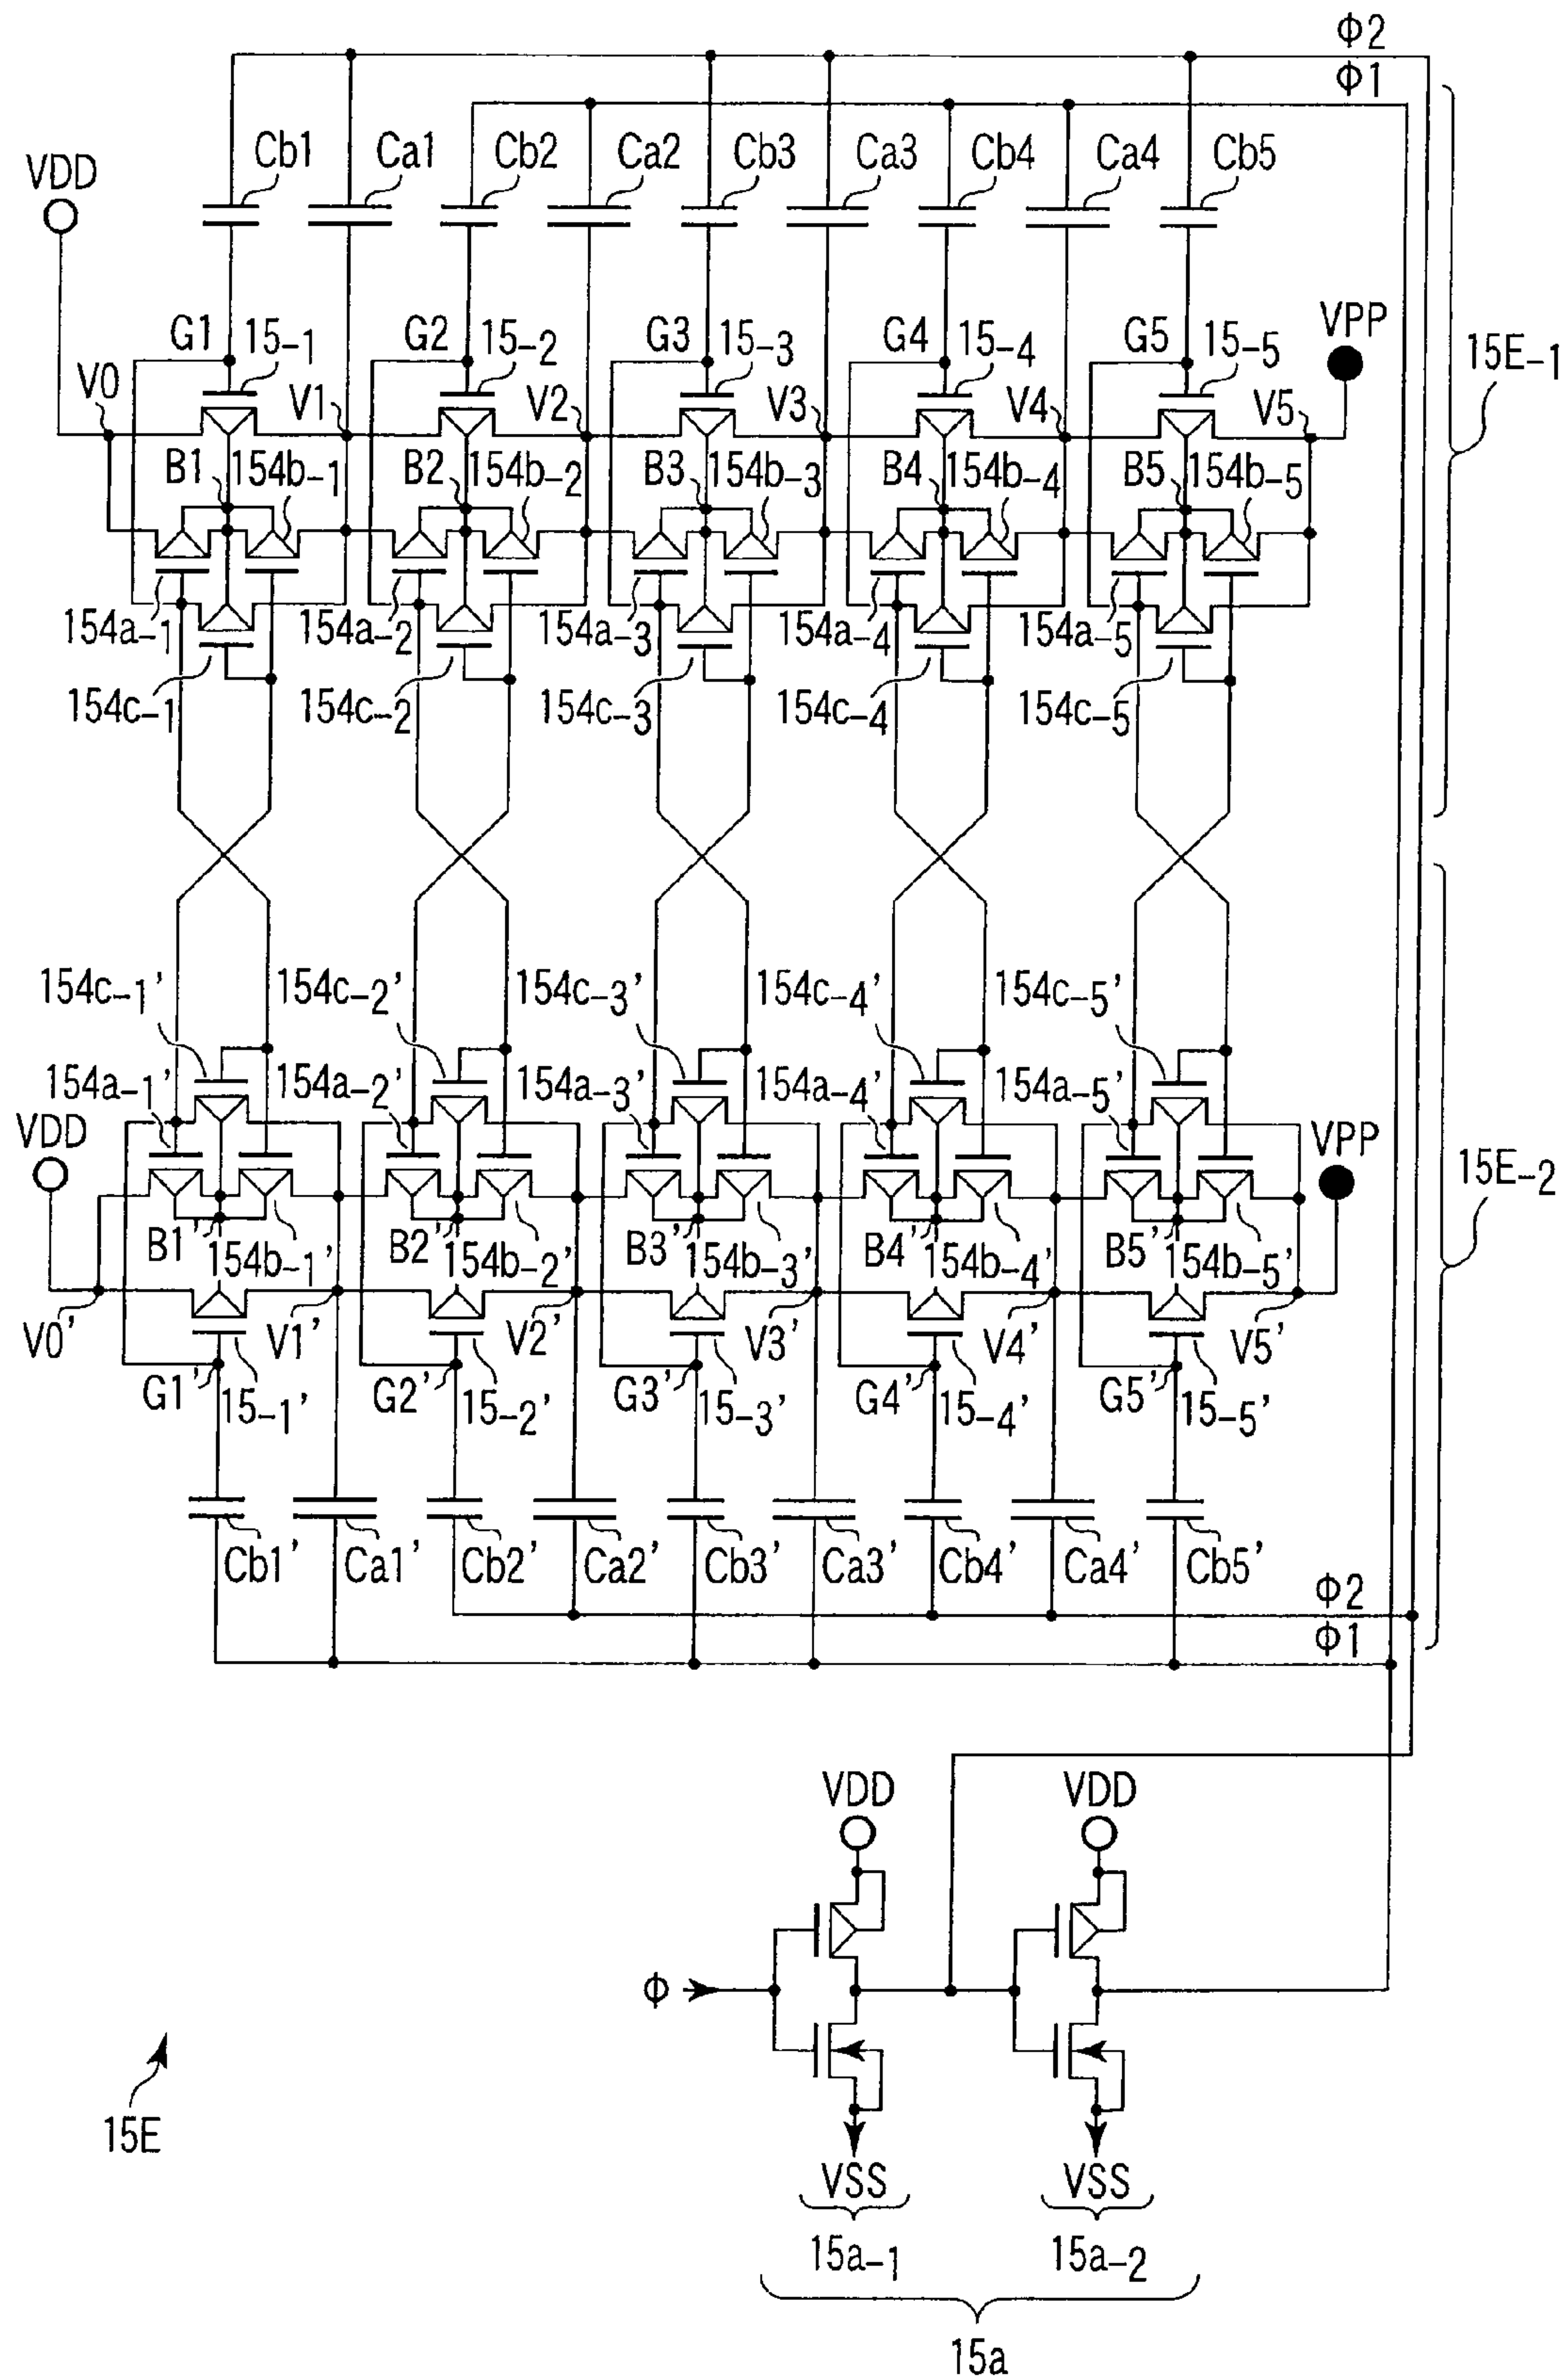 Φ2
Φ1
Cb1 Ca1 Cb2 Ca2 Cb3 Ca3 Cb4 Ca4 Cb5
VDD
G1 15-1 G2 15-2 G3 15-3 G4 15-4 G5 15-5 VPP
15E-1
V0 V1 V2 V3 V4 V5
B1 154b-1 B2 154b-2 B3 154b-3 B4 154b-4 B5 154b-5
154a-1 154a-2 154a-3 154a-4 154a-5
154c-1 154c-2 154c-3 154c-4 154c-5
154c-1' 154c-2' 154c-3' 154c-4' 154c-5'
154a-1' 154a-2' 154a-3' 154a-4' 154a-5'
VDD VPP
15E-2
B1' 154b-1' B2' 154b-2' B3' 154b-3' B4' 154b-4' B5' 154b-5'
V0' V1' V2' V3' V4' V5'
G1' 15-1' G2' 15-2' G3' 15-3' G4' 15-4' G5' 15-5'
Cb1' Ca1' Cb2' Ca2' Cb3' Ca3' Cb4' Ca4' Cb5'
Φ2
Φ1
VDD VDD
Φ
15E
VSS VSS
15a-1 15a-2
15a